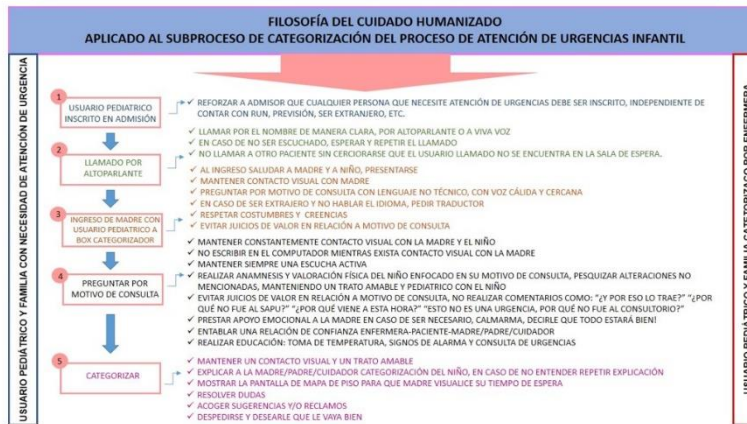 FILOSOFÍA DEL CUIDADO HUMANIZADO
APLICADO AL SUBPROCESO DE CATEGORIZACIÓN DEL PROCESO DE ATENCIÓN DE URGENCIAS INFANTIL
USUARIO PEDIÁTRICO Y FAMILIA CON NECESIDAD DE ATENCIÓN DE URGENCIA
1
USUARIO PEDIATRICO
INSCRITO EN ADMISIÓN
✓ REFORZAR A ADMISOR QUE CUALQUIER PERSONA QUE NECESITE ATENCIÓN DE URGENCIAS DEBE SER INSCRITO, INDEPENDIENTE DE
CONTAR CON RUN, PREVISIÓN, SER EXTRANJERO, ETC.
2
LLAMADO POR
ALTOPARLANTE
✓ LLAMAR POR EL NOMBRE DE MANERA CLARA, POR ALTOPARLANTE O A VIVA VOZ
✓ EN CASO DE NO SER ESCUCHADO, ESPERAR Y REPETIR EL LLAMADO
✓ NO LLAMAR A OTRO PACIENTE SIN CERCIORARSE QUE EL USUARIO LLAMADO NO SE ENCUENTRA EN LA SALA DE ESPERA.
3
INGRESO DE MADRE CON
USUARIO PEDIATRICO A
BOX CATEGORIZADOR
✓ AL INGRESO SALUDAR A MADRE Y A NIÑO, PRESENTARSE
✓ MANTENER CONTACTO VISUAL CON MADRE
✓ PREGUNTAR POR MOTIVO DE CONSULTA CON LENGUAJE NO TÉCNICO, CON VOZ CÁLIDA Y CERCANA
✓ EN CASO DE SER EXTRAJERO Y NO HABLAR EL IDIOMA, PEDIR TRADUCTOR
✓ RESPETAR COSTUMBRES Y CREENCIAS
✓ EVITAR JUICIOS DE VALOR EN RELACIÓN A MOTIVO DE CONSULTA
4
PREGUNTAR POR
MOTIVO DE CONSULTA
✓ MANTENER CONSTANTEMENTE CONTACTO VISUAL CON LA MADRE Y EL NIÑO
✓ NO ESCRIBIR EN EL COMPUTADOR MIENTRAS EXISTA CONTACTO VISUAL CON LA MADRE
✓ MANTENER SIEMPRE UNA ESCUCHA ACTIVA
✓ REALIZAR ANAMNESIS Y VALORACIÓN FÍSICA DEL NIÑO ENFOCADO EN SU MOTIVO DE CONSULTA, PESQUIZAR ALTERACIONES NO
MENCIONADAS, MANTENIENDO UN TRATO AMABLE Y PEDIATRICO CON EL NIÑO
✓ EVITAR JUICIOS DE VALOR EN RELACIÓN A MOTIVO DE CONSULTA, NO REALIZAR COMENTARIOS COMO: "¿Y POR ESO LO TRAE?" "¿POR
QUÉ NO FUE AL SAPU?" "¿POR QUÉ VIENE A ESTA HORA?" "ESTO NO ES UNA URGENCIA, POR QUÉ NO FUE AL CONSULTORIO?"
✓ PRESTAR APOYO EMOCIONAL A LA MADRE EN CASO DE SER NECESARIO, CALMARMA, DECIRLE QUE TODO ESTARÁ BIEN!
✓ ENTABLAR UNA RELACIÓN DE CONFIANZA ENFERMERA-PACIENTE-MADRE/PADRE/CUIDADOR
✓ REALIZAR EDUCACIÓN: TOMA DE TEMPERATURA, SIGNOS DE ALARMA Y CONSULTA DE URGENCIAS
5
CATEGORIZAR
✓ MANTENER UN CONTACTO VISUAL Y UN TRATO AMABLE
✓ EXPLICAR A LA MADRE/PADRE/CUIDADOR CATEGORIZACIÓN DEL NIÑO, EN CASO DE NO ENTENDER REPETIR EXPLICACIÓN
✓ MOSTRAR LA PANTALLA DE MAPA DE PISO PARA QUE MADRE VISUALICE SU TIEMPO DE ESPERA
✓ RESOLVER DUDAS
✓ ACOGER SUGERENCIAS Y/O RECLAMOS
✓ DESPEDIRSE Y DESEARLE QUE LE VAYA BIEN
USUARIO PEDIÁTRICO Y FAMILIA CATEGORIZADO POR ENFERMERA